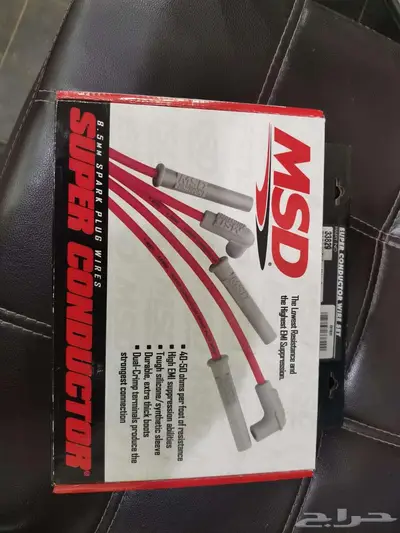 MSD
The Lowest Resistance and
the Highest EMI Suppression.
40-50 ohms per foot of resistance
High EMI suppression abilities
Tough silicone/synthetic sleeve
Durable, extra thick boots
Dual-Crimp terminals produce the
strongest connection
8.5MM SPARK PLUG WIRES
SUPER CONDUCTOR®
SUPER CONDUCTOR WIRE SET
33829
حراج